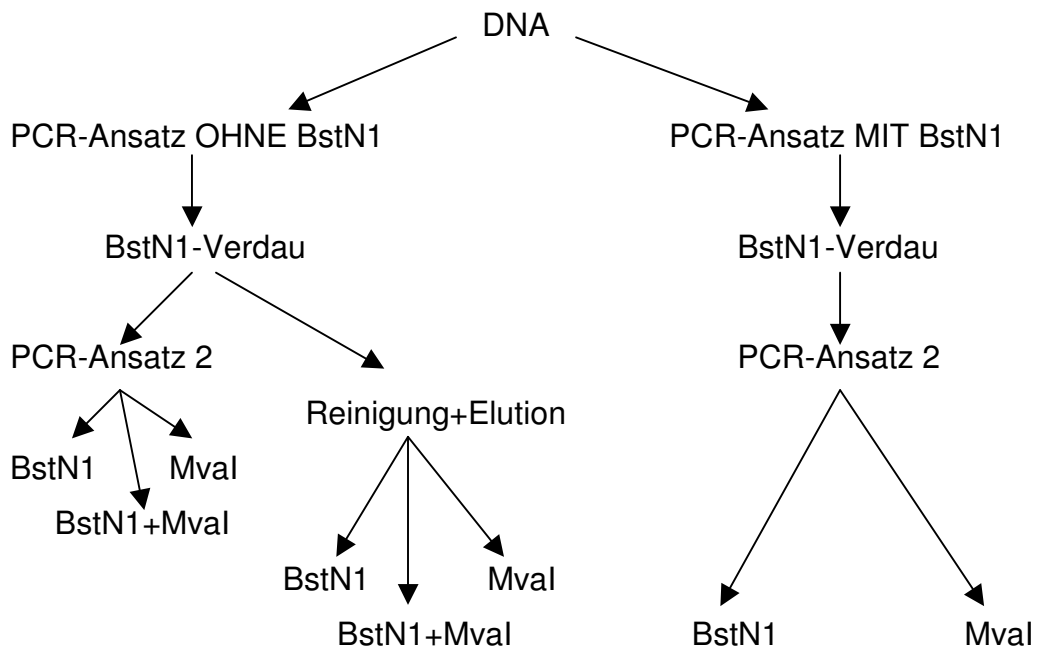 DNA
PCR-Ansatz OHNE BstN1
PCR-Ansatz MIT BstN1
BstN1-Verdau
BstN1-Verdau
PCR-Ansatz 2
PCR-Ansatz 2
Reinigung+Elution
BstN1
MvaI
BstN1+MvaI
BstN1
MvaI
BstN1+MvaI
BstN1
MvaI